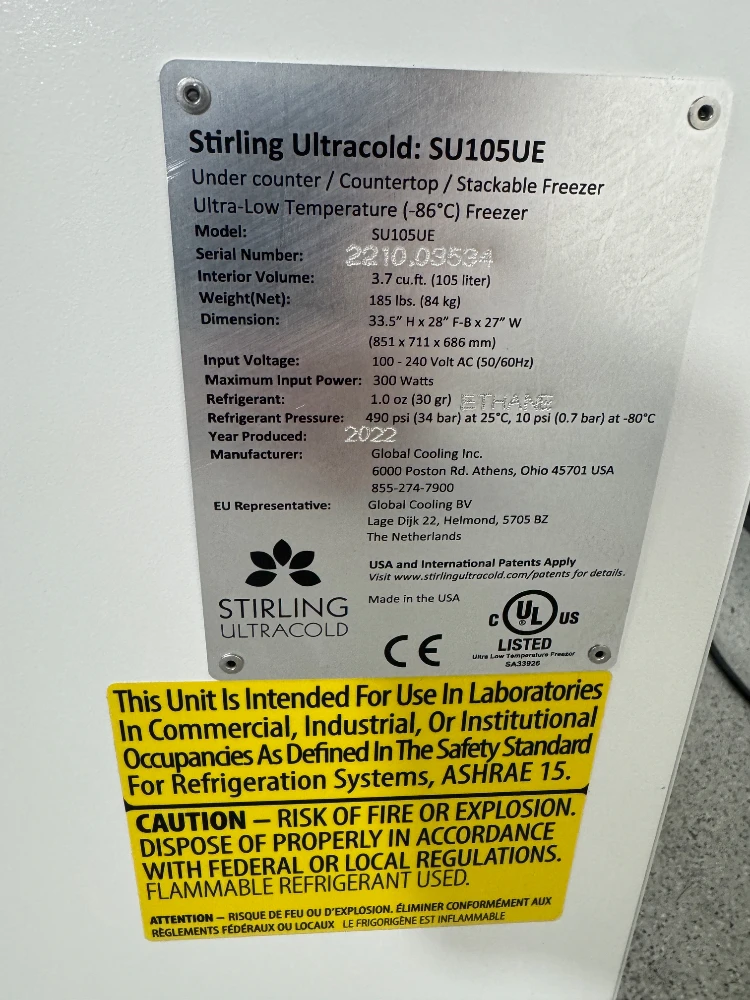 Stirling Ultracold: SU105UE
Under counter / Countertop / Stackable Freezer
Ultra-Low Temperature (-86°C) Freezer
Model: SU105UE
Serial Number: 2210.03534
Interior Volume: 3.7 cu.ft. (105 liter)
Weight(Net): 185 lbs. (84 kg)
Dimension: 33.5" H x 28" F-B x 27" W
(851 x 711 x 686 mm)
Input Voltage: 100 - 240 Volt AC (50/60Hz)
Maximum Input Power: 300 Watts
Refrigerant: 1.0 oz (30 gr) ETHANE
Refrigerant Pressure: 490 psi (34 bar) at 25°C, 10 psi (0.7 bar) at -80°C
Year Produced: 2022
Manufacturer: Global Cooling Inc.
6000 Poston Rd. Athens, Ohio 45701 USA
855-274-7900
EU Representative: Global Cooling BV
Lage Dijk 22, Helmond, 5705 BZ
The Netherlands
USA and International Patents Apply
Visit www.stirlingultracold.com/patents for details.
Made in the USA
STIRLING
ULTRACOLD
CE
C UL ® US
LISTED
Ultra Low Temperature Freezer
SA33926
This Unit Is Intended For Use In Laboratories
In Commercial, Industrial, Or Institutional
Occupancies As Defined In The Safety Standard
For Refrigeration Systems, ASHRAE 15.
CAUTION – RISK OF FIRE OR EXPLOSION.
DISPOSE OF PROPERLY IN ACCORDANCE
WITH FEDERAL OR LOCAL REGULATIONS.
FLAMMABLE REFRIGERANT USED.
ATTENTION – RISQUE DE FEU OU D'EXPLOSION. ÉLIMINER CONFORMÉMENT AUX
RÈGLEMENTS FÉDÉRAUX OU LOCAUX LE FRIGORIGÈNE EST INFLAMMABLE